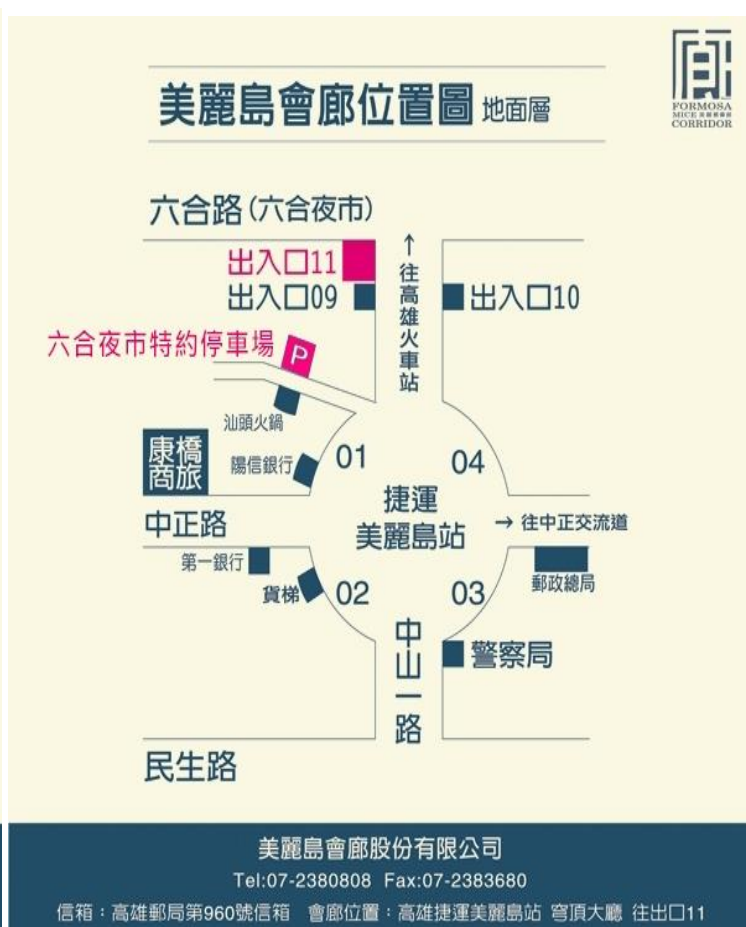 FORMOSA
MICE 美麗島會廊
CORRIDOR
美麗島會廊位置圖 地面層
六合路(六合夜市)
出入口11
出入口09
↑往高雄火車站
出入口10
六合夜市特約停車場 P
汕頭火鍋
康橋
商旅
陽信銀行
01
04
捷運
美麗島站
中正路
→ 往中正交流道
第一銀行
貨梯
02
03
郵政總局
中山一路
警察局
民生路
美麗島會廊股份有限公司
Tel:07-2380808 Fax:07-2383680
信箱：高雄郵局第960號信箱 會廊位置：高雄捷運美麗島站 穹頂大廳 往出口11